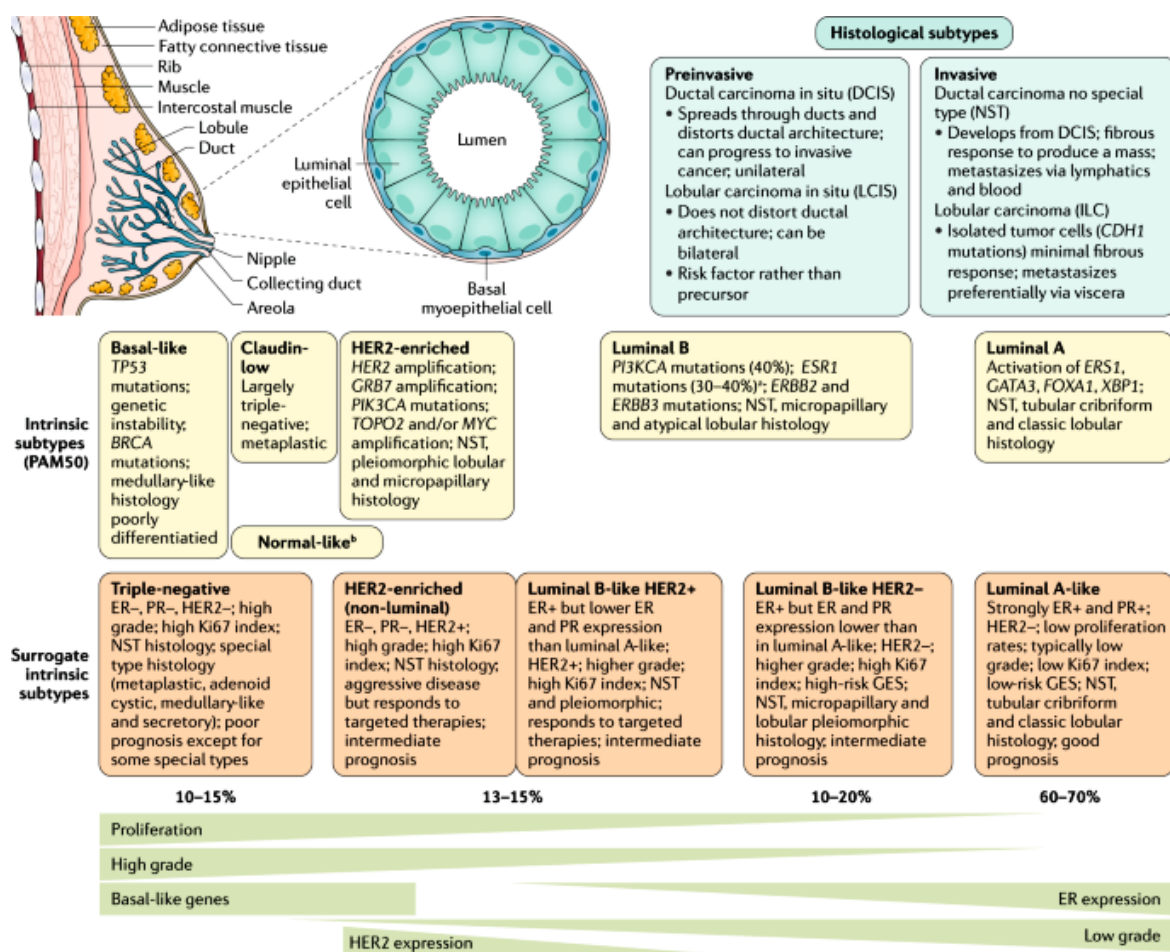 Adipose tissue
Fatty connective tissue
Rib
Muscle
Intercostal muscle
Lobule
Duct
Nipple
Collecting duct
Areola
Luminal
epithelial
cell
Lumen
Basal
myoepithelial cell
Histological subtypes
Preinvasive
Ductal carcinoma in situ (DCIS)
• Spreads through ducts and
distorts ductal architecture;
can progress to invasive
cancer; unilateral
Lobular carcinoma in situ (LCIS)
• Does not distort ductal
architecture; can be
bilateral
• Risk factor rather than
precursor
Invasive
Ductal carcinoma no special
type (NST)
• Develops from DCIS; fibrous
response to produce a mass;
metastasizes via lymphatics
and blood
Lobular carcinoma (ILC)
• Isolated tumor cells (CDH1
mutations) minimal fibrous
response; metastasizes
preferentially via viscera
Intrinsic
subtypes
(PAM50)
Basal-like
TP53
mutations;
genetic
instability;
BRCA
mutations;
medullary-like
histology
poorly
differentiatied
Claudin-
low
Largely
triple-
negative;
metaplastic
HER2-enriched
HER2 amplification;
GRB7 amplification;
PIK3CA mutations;
TOPO2 and/or MYC
amplification; NST,
pleiomorphic lobular
and micropapillary
histology
Normal-likeᵇ
Luminal B
PI3KCA mutations (40%); ESR1
mutations (30–40%)ᵃ; ERBB2 and
ERBB3 mutations; NST, micropapillary
and atypical lobular histology
Luminal A
Activation of ERS1,
GATA3, FOXA1, XBP1;
NST, tubular cribriform
and classic lobular
histology
Surrogate
intrinsic
subtypes
Triple-negative
ER–, PR–, HER2–; high
grade; high Ki67 index;
NST histology; special
type histology
(metaplastic, adenoid
cystic, medullary-like
and secretory); poor
prognosis except for
some special types
HER2-enriched
(non-luminal)
ER–, PR–, HER2+;
high grade; high Ki67
index; NST histology;
aggressive disease
but responds to
targeted therapies;
intermediate
prognosis
Luminal B-like HER2+
ER+ but lower ER
and PR expression
than luminal A-like;
HER2+; higher grade;
high Ki67 index; NST
and pleiomorphic;
responds to targeted
therapies; intermediate
prognosis
Luminal B-like HER2–
ER+ but ER and PR
expression lower than
in luminal A-like; HER2–;
higher grade; high Ki67
index; high-risk GES;
NST, micropapillary and
lobular pleiomorphic
histology; intermediate
prognosis
Luminal A-like
Strongly ER+ and PR+;
HER2–; low proliferation
rates; typically low
grade; low Ki67 index;
low-risk GES; NST,
tubular cribriform
and classic lobular
histology; good
prognosis
10–15%
13–15%
10–20%
60–70%
Proliferation
High grade
Basal-like genes
ER expression
HER2 expression
Low grade